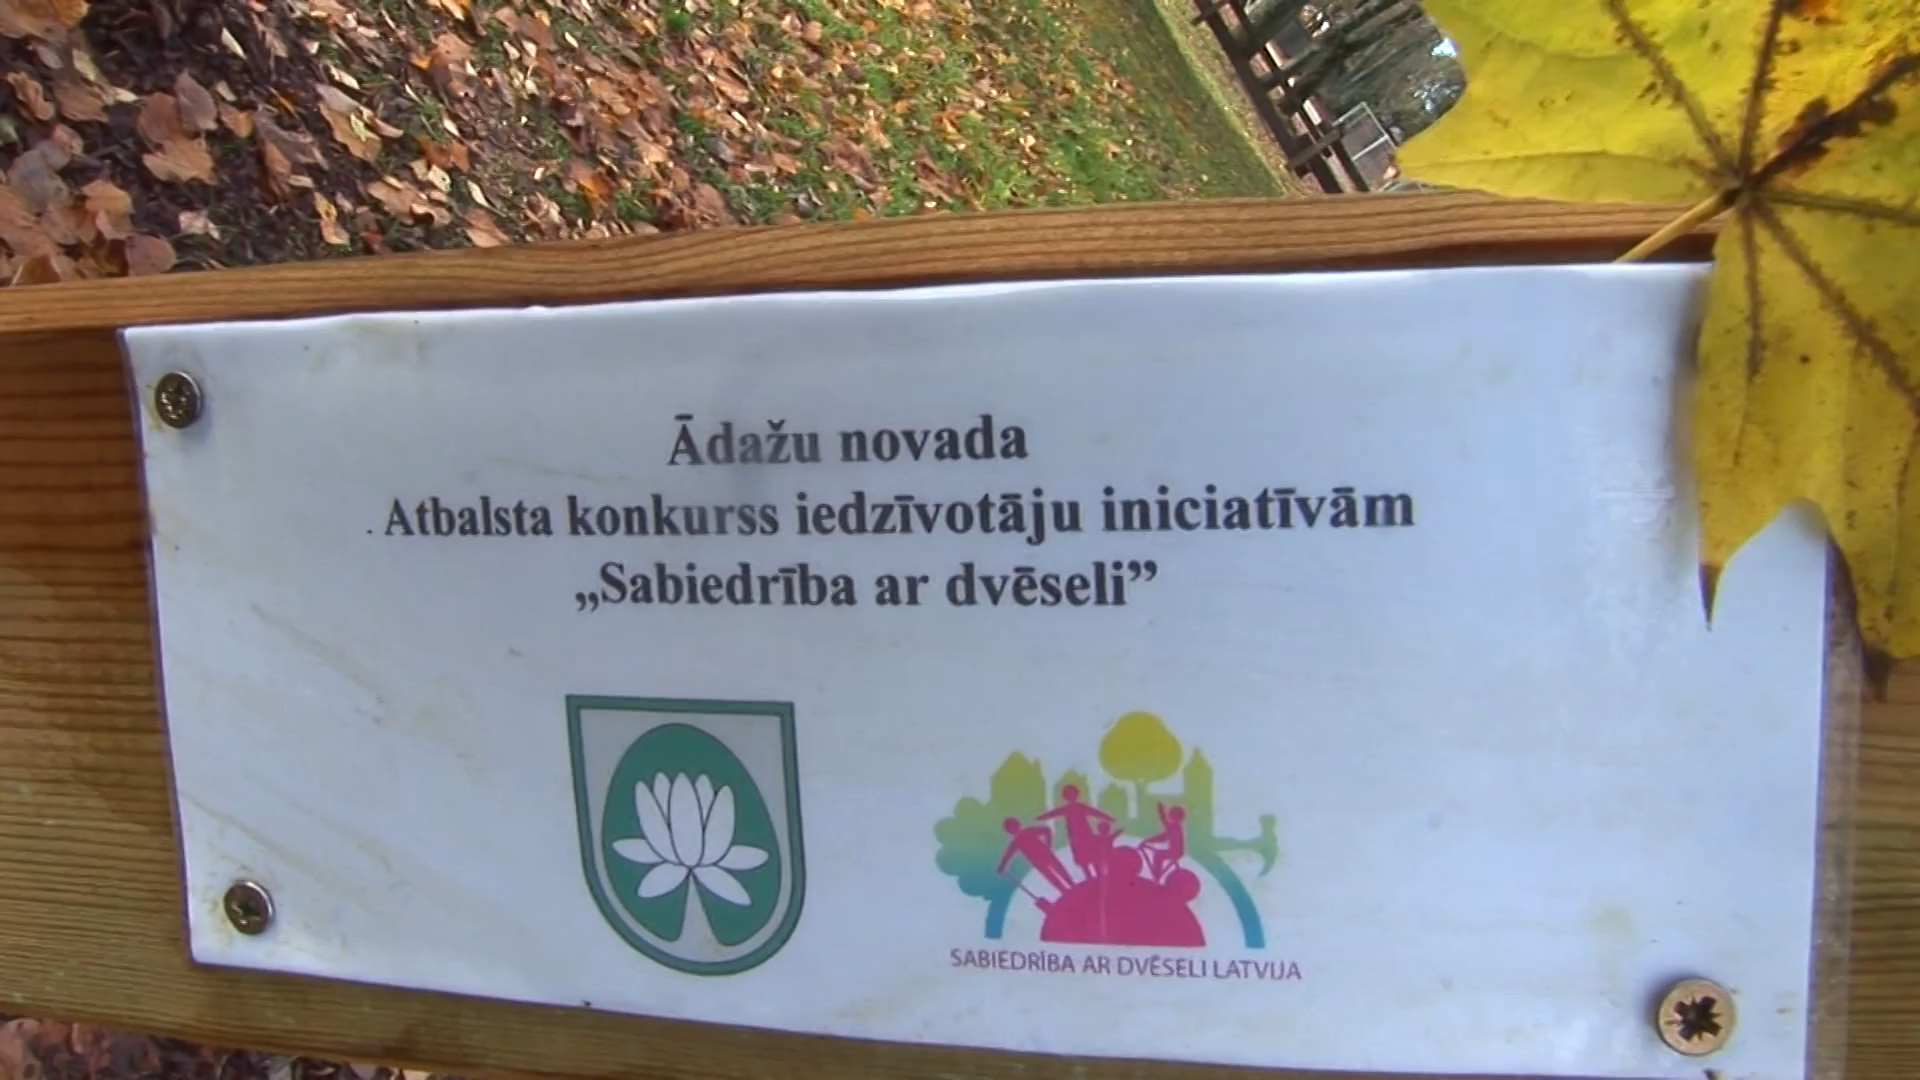 Ādažu novada
Atbalsta konkurss iedzīvotāju iniciatīvām
„Sabiedrība ar dvēseli”
SABIEDRĪBA AR DVĒSELI LATVIJA